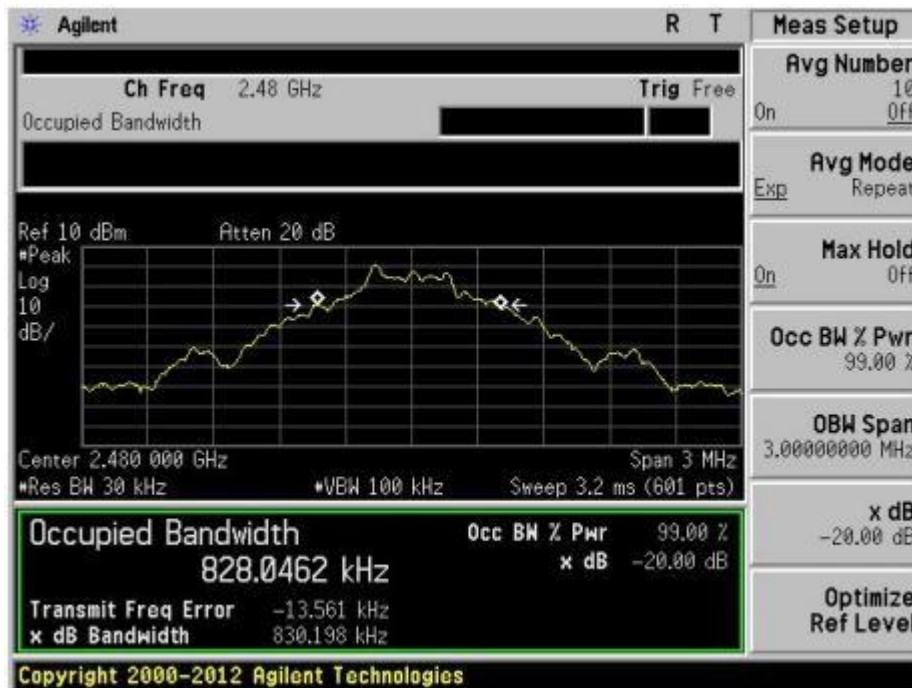 Agilent R T Meas Setup
Ch Freq 2.48 GHz Trig Free
Occupied Bandwidth
Ref 10 dBm Atten 20 dB
#Peak
Log
10
dB/
Center 2.480 000 GHz Span 3 MHz
#Res BW 30 kHz #VBW 100 kHz Sweep 3.2 ms (601 pts)
Occupied Bandwidth
828.0462 kHz
Occ BW % Pwr 99.00 %
x dB -20.00 dB
Transmit Freq Error -13.561 kHz
x dB Bandwidth 830.198 kHz
Copyright 2000-2012 Agilent Technologies
Avg Number
10
On Off
Avg Mode
Exp Repeat
Max Hold
On Off
Occ BW % Pwr
99.00 %
OBW Span
3.00000000 MHz
x dB
-20.00 dB
Optimize
Ref Level